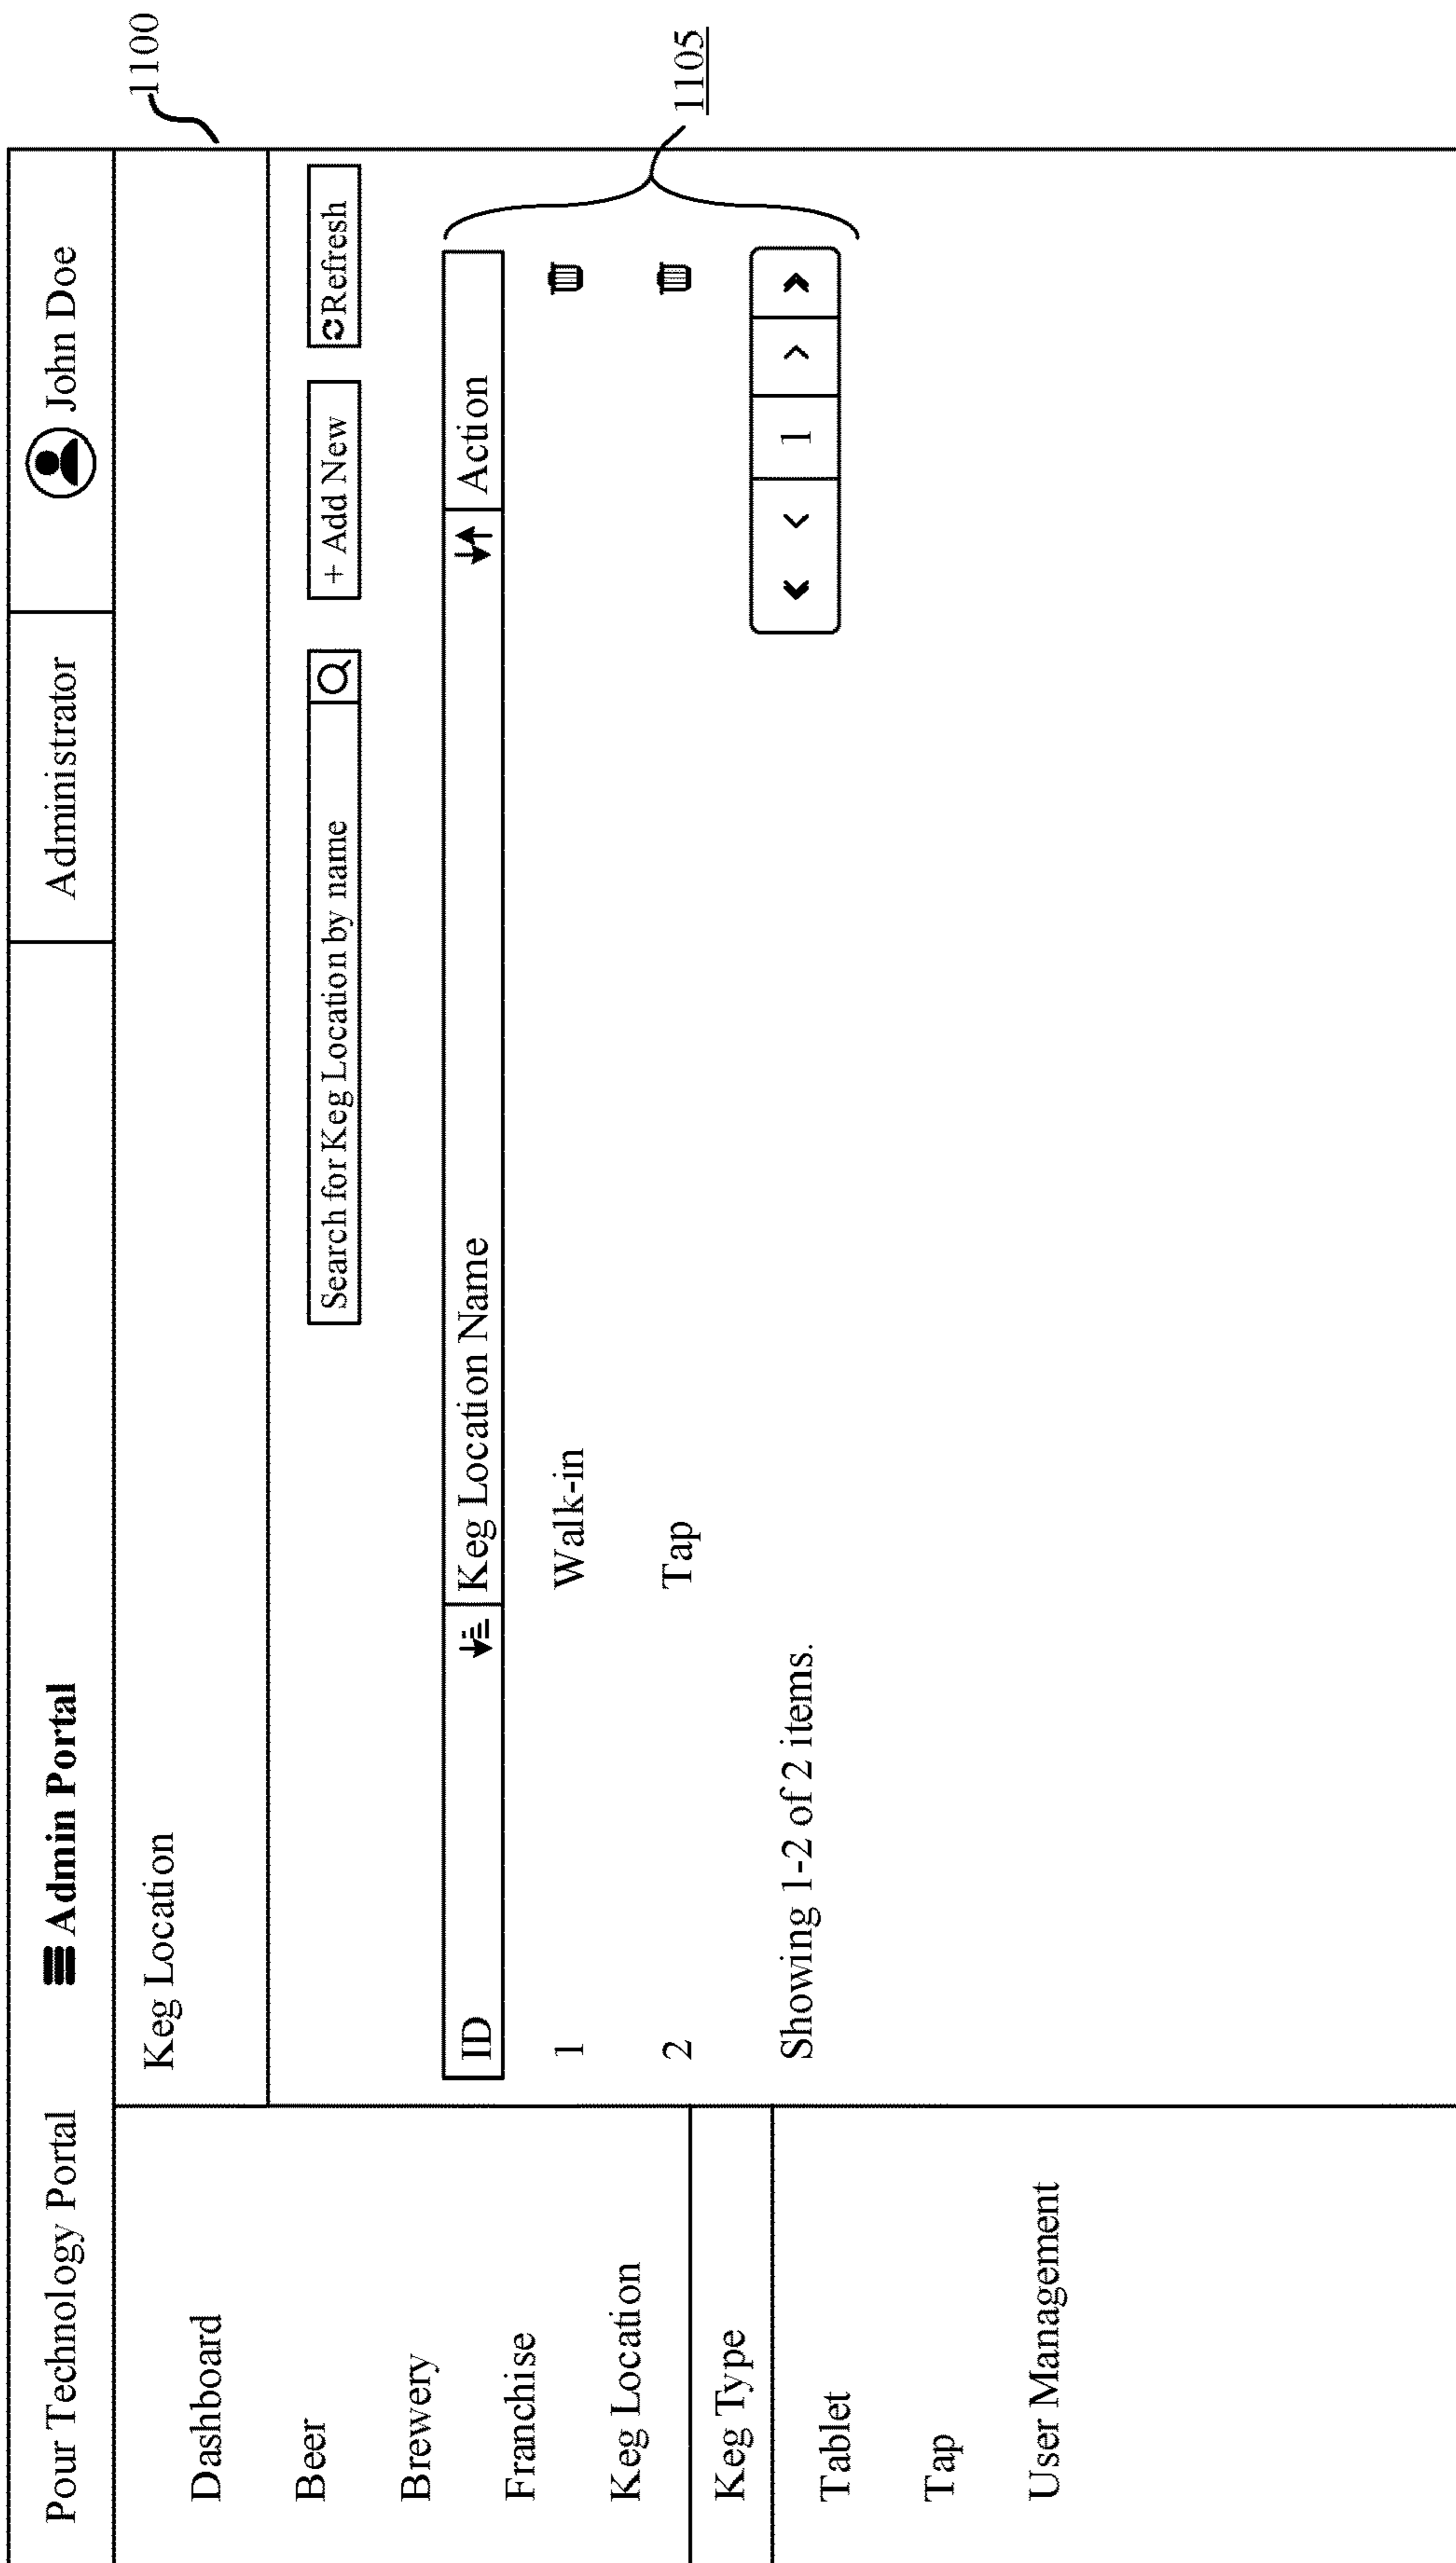 Pour Technology Portal
Admin Portal
Administrator
John Doe
1100
Keg Location
Dashboard
Beer
Brewery
Franchise
Keg Location
Keg Type
Tablet
Tap
User Management
Search for Keg Location by name
+ Add New
Refresh
ID
Keg Location Name
Action
1
Walk-in
2
Tap
Showing 1-2 of 2 items.
« < 1 > »
1105